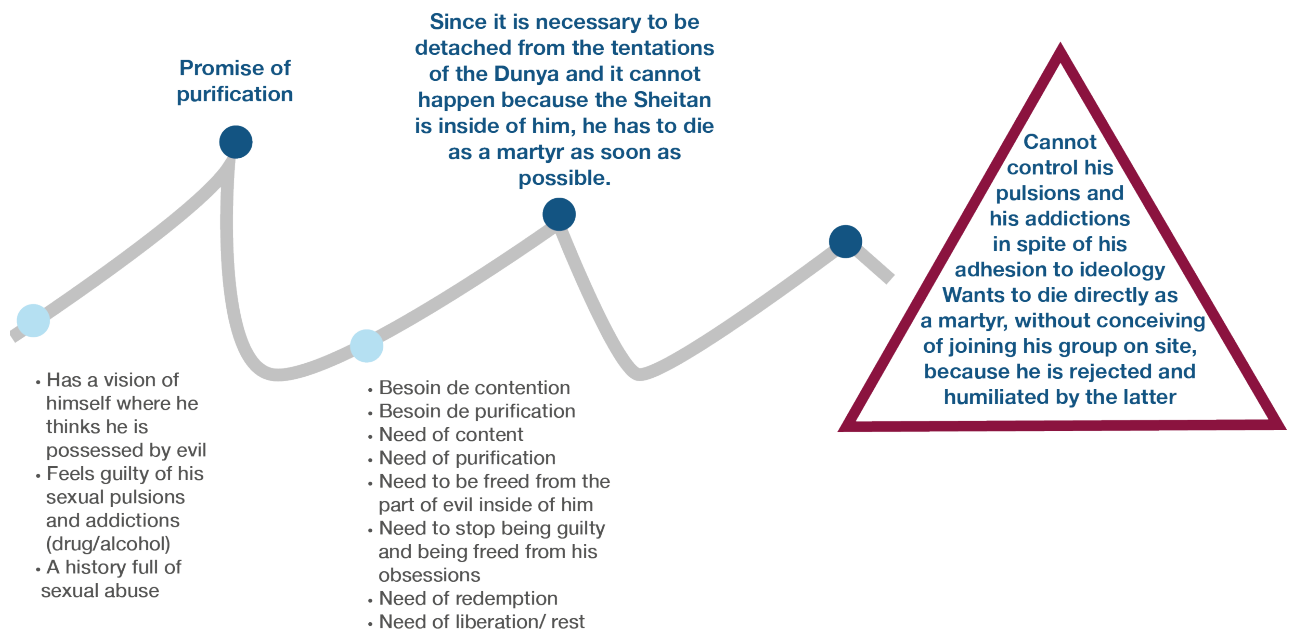 Promise of
purification
Since it is necessary to be
detached from the tentations
of the Dunya and it cannot
happen because the Sheitan
is inside of him, he has to die
as a martyr as soon as
possible.
Cannot
control his
pulsions and
his addictions
in spite of his
adhesion to ideology
Wants to die directly as
a martyr, without conceiving
of joining his group on site,
because he is rejected and
humiliated by the latter
• Has a vision of
himself where he
thinks he is
possessed by evil
• Feels guilty of his
sexual pulsions
and addictions
(drug/alcohol)
• A history full of
sexual abuse
• Besoin de contention
• Besoin de purification
• Need of content
• Need of purification
• Need to be freed from the
part of evil inside of him
• Need to stop being guilty
and being freed from his
obsessions
• Need of redemption
• Need of liberation/ rest